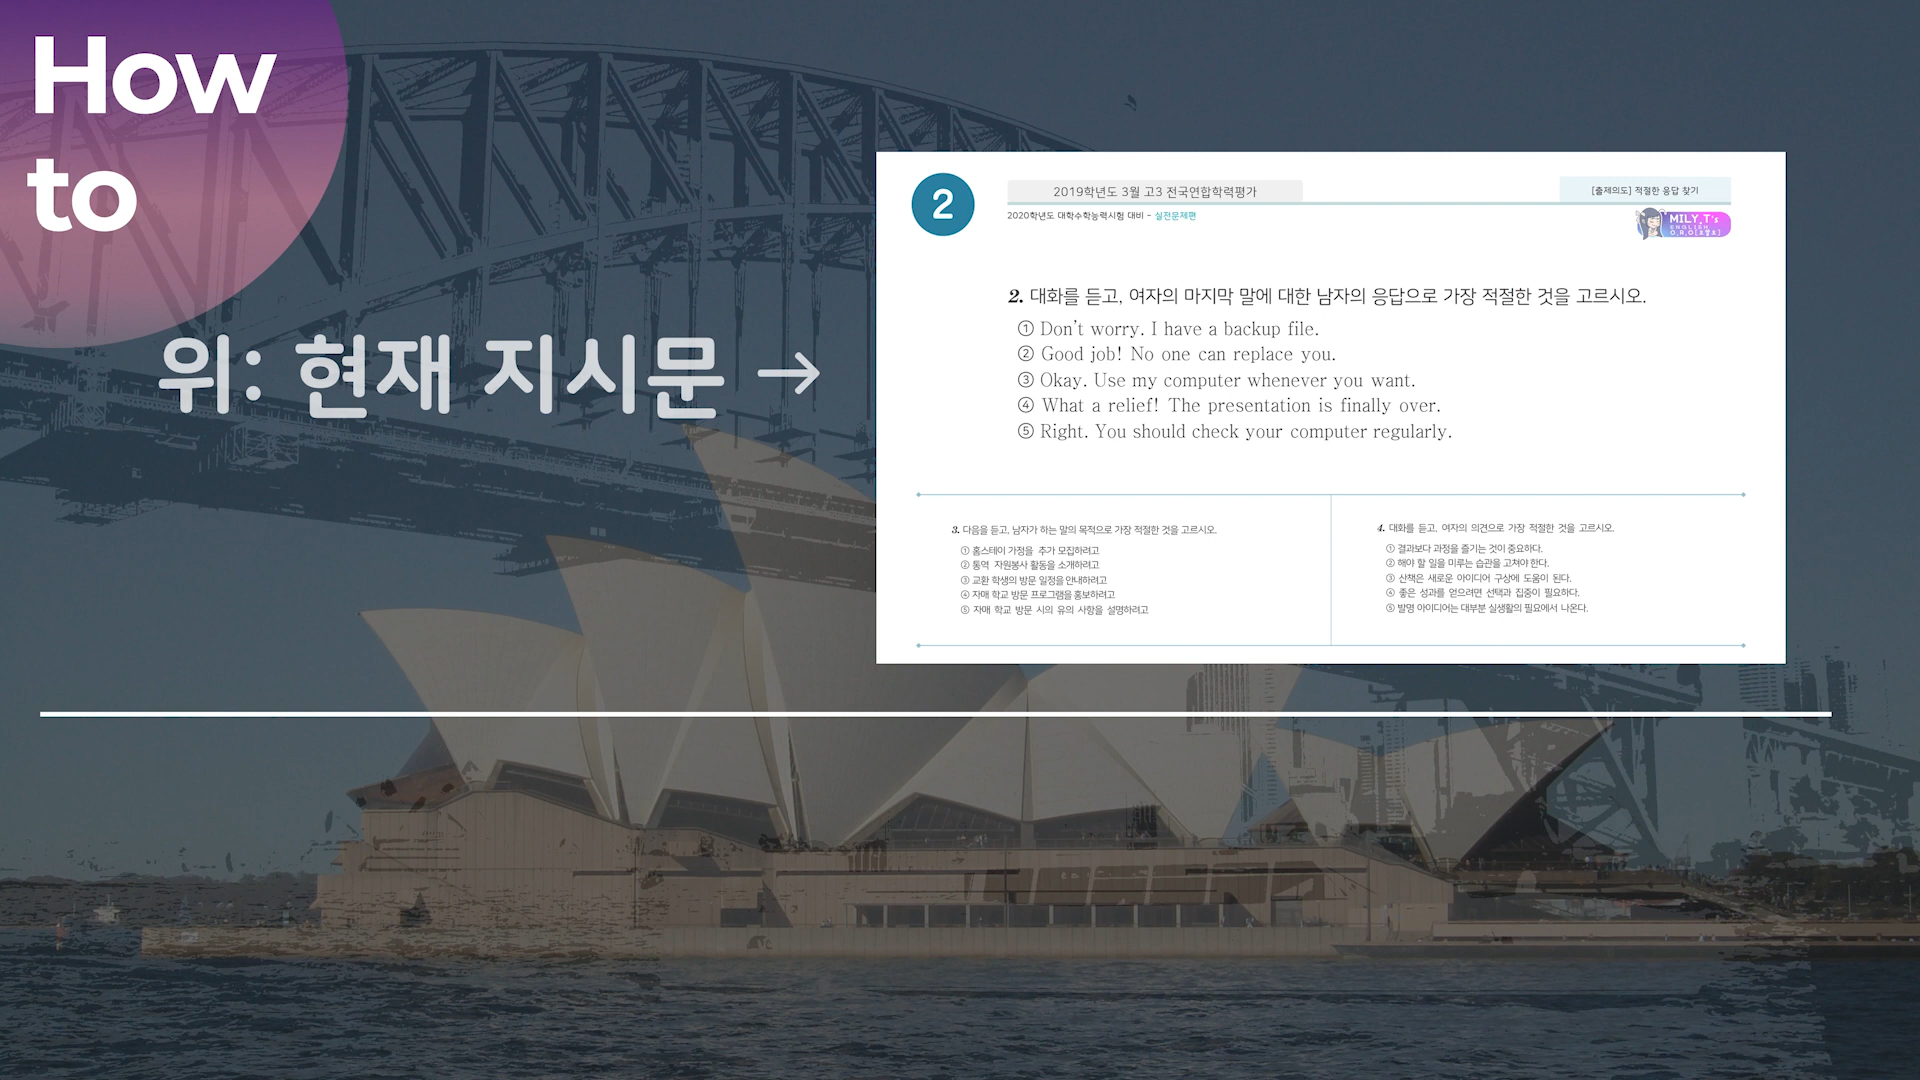 How
to
위: 현재 지시문 →
2
2019학년도 3월 고3 전국연합학력평가
[출제의도] 적절한 응답 찾기
2020학년도 대학수학능력시험 대비 - 실전문제편
MILY.T's
ENGLISH
2. 대화를 듣고, 여자의 마지막 말에 대한 남자의 응답으로 가장 적절한 것을 고르시오.
① Don't worry. I have a backup file.
② Good job! No one can replace you.
③ Okay. Use my computer whenever you want.
④ What a relief! The presentation is finally over.
⑤ Right. You should check your computer regularly.
3. 다음을 듣고, 남자가 하는 말의 목적으로 가장 적절한 것을 고르시오.
① 홈스테이 가정을 추가 모집하려고
② 통역 자원봉사 활동을 소개하려고
③ 교환 학생의 방문 일정을 안내하려고
④ 자매 학교 방문 프로그램을 홍보하려고
⑤ 자매 학교 방문 시의 유의 사항을 설명하려고
4. 대화를 듣고, 여자의 의견으로 가장 적절한 것을 고르시오.
① 결과보다 과정을 즐기는 것이 중요하다.
② 해야 할 일을 미루는 습관을 고쳐야 한다.
③ 산책은 새로운 아이디어 구상에 도움이 된다.
④ 좋은 성과를 얻으려면 선택과 집중이 필요하다.
⑤ 발명 아이디어는 대부분 실생활의 필요에서 나온다.